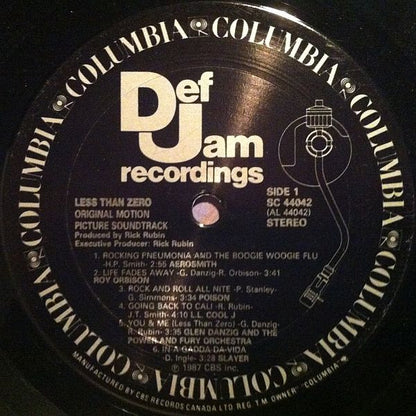 COLUMBIA COLUMBIA COLUMBIA COLUMBIA COLUMBIA COLUMBIA COLUMBIA COLUMBIA
Def
Jam
recordings
LESS THAN ZERO
ORIGINAL MOTION
PICTURE SOUNDTRACK
Produced by Rick Rubin
Executive Producer: Rick Rubin
SIDE 1
SC 44042
(AL 44042)
STEREO
1. ROCKING PNEUMONIA AND THE BOOGIE WOOGIE FLU
H.P. Smith- 2:55 AEROSMITH
2. LIFE FADES AWAY -G. Danzig-R. Orbison- 3:41
ROY ORBISON
3. ROCK AND ROLL ALL NITE - P. Stanley-
G. Simmons- 3:34 POISON
4. GOING BACK TO CALI -R. Rubin-
J.T. Smith- 4:10 L.L. COOL J
5. YOU & ME (Less Than Zero) -G. Danzig-
R. Rubin- 3:35 GLEN DANZIG AND THE
POWER AND FURY ORCHESTRA
6. IN A GADDA-DA-VIDA
D. Ingle- 3:28 SLAYER
℗ 1987 CBS INC.
MANUFACTURED BY CBS RECORDS CANADA LTD. REG'T.M. OWNER "COLUMBIA"